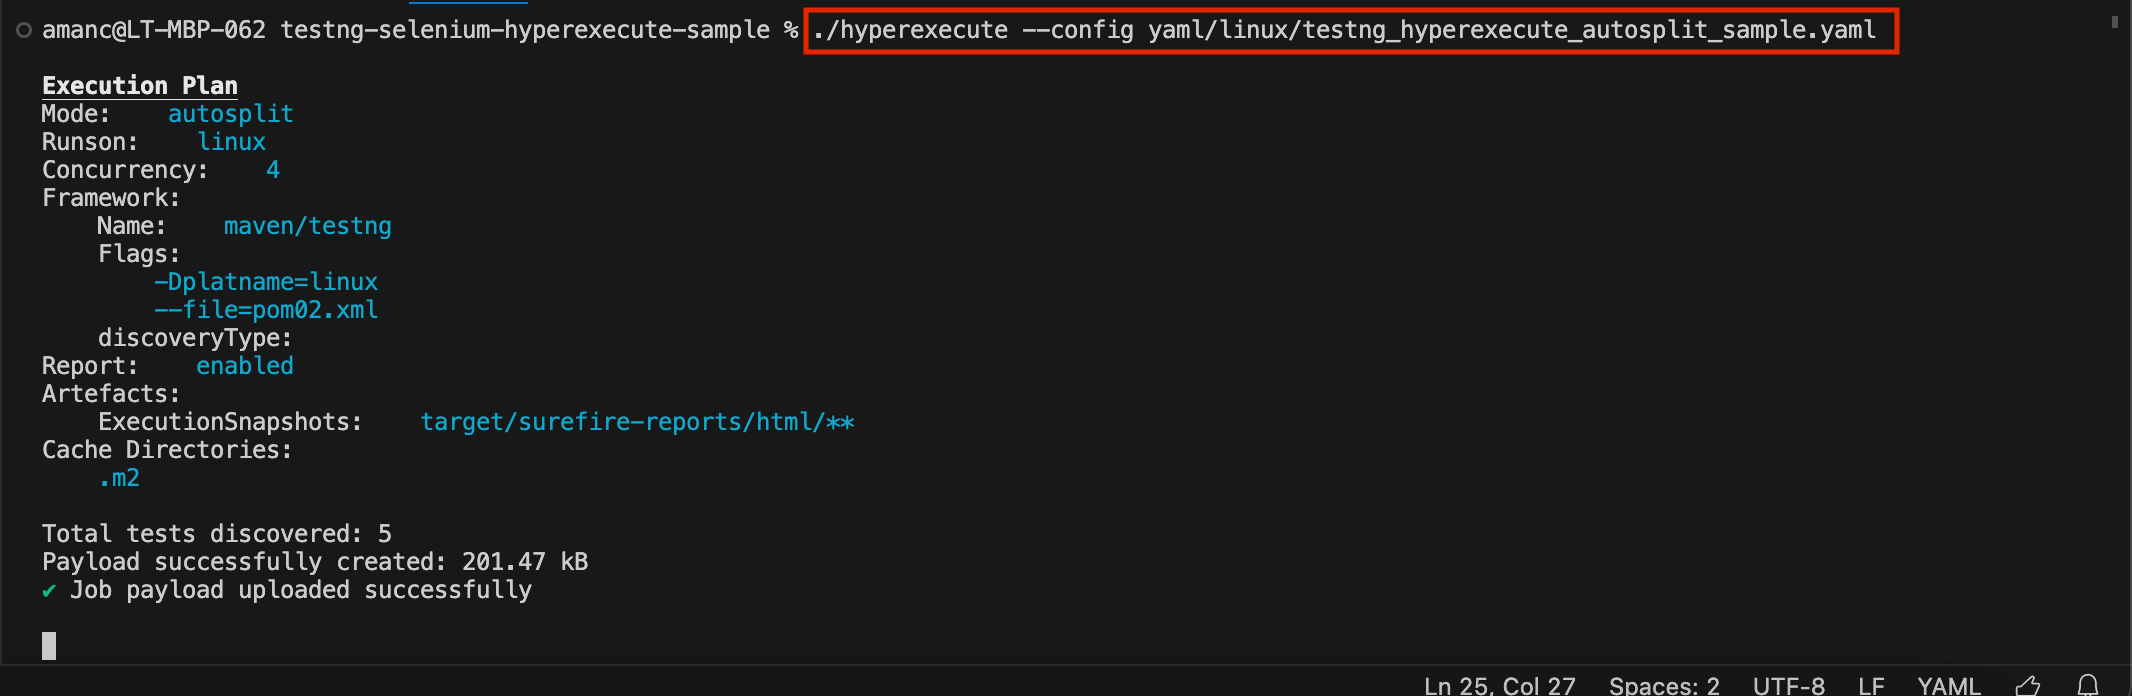 amanc@LT-MBP-062 testng-selenium-hyperexecute-sample % ./hyperexecute --config yaml/linux/testng_hyperexecute_autosplit_sample.yaml
Execution Plan
Mode: autosplit
Runson: linux
Concurrency: 4
Framework:
Name: maven/testng
Flags:
-Dplatname=linux
--file=pom02.xml
discoveryType:
Report: enabled
Artefacts:
ExecutionSnapshots: target/surefire-reports/html/**
Cache Directories:
.m2
Total tests discovered: 5
Payload successfully created: 201.47 kB
✔ Job payload uploaded successfully
Ln 25, Col 27 Spaces: 2 UTF-8 LF YAML